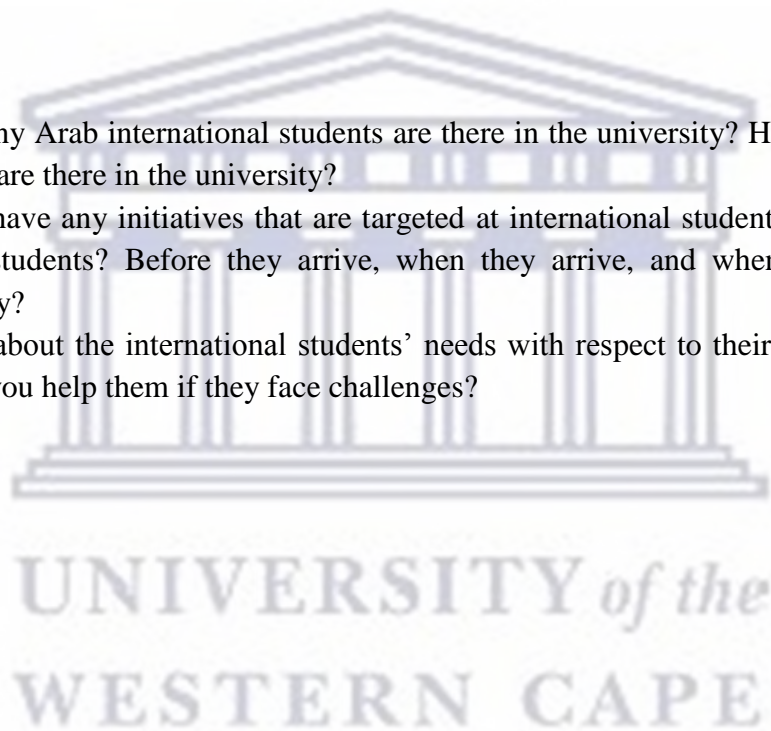 ny Arab international students are there in the university? H
are there in the university?
have any initiatives that are targeted at international student
students? Before they arrive, when they arrive, and when
y?
about the international students’ needs with respect to their
you help them if they face challenges?
UNIVERSITY of the
WESTERN CAPE